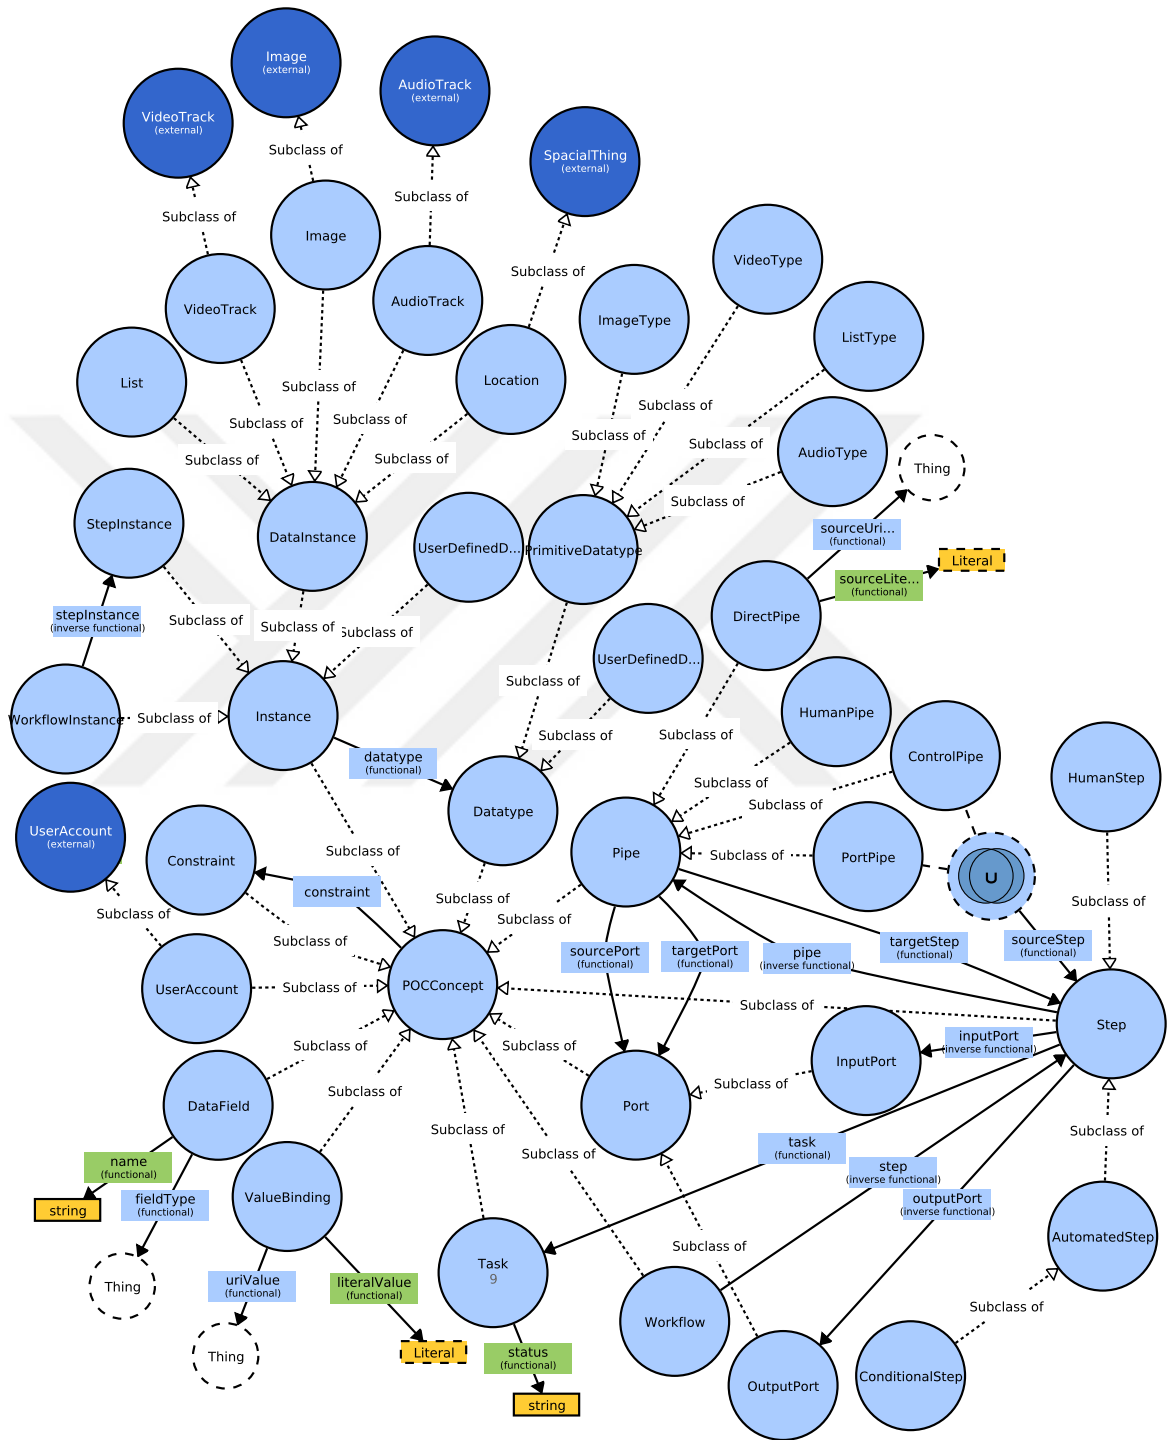 Image
(external)
AudioTrack
(external)
VideoTrack
(external)
SpacialThing
(external)
Subclass of
Subclass of
Subclass of
Image
Subclass of
VideoType
AudioTrack
VideoTrack
ImageType
ListType
List
Location
Subclass of
Subclass of
Subclass of
Subclass of
Subclass of
Subclass of
Subclass of
AudioType
Subclass of
Subclass of
Thing
Subclass of
StepInstance
sourceUri...
(functional)
DataInstance
UserDefinedD...
PrimitiveDatatype
Literal
sourceLite...
(functional)
stepInstance
(inverse functional)
Subclass of
Subclass of
Subclass of
DirectPipe
UserDefinedD...
Subclass of
WorkflowInstance
Subclass of
Instance
HumanPipe
Subclass of
Subclass of
datatype
(functional)
ControlPipe
HumanStep
Subclass of
Subclass of
Datatype
UserAccount
(external)
Constraint
Subclass of
Pipe
Subclass of
PortPipe
constraint
Subclass of
Subclass of
Subclass of
Subclass of
Subclass of
sourcePort
(functional)
targetPort
(functional)
pipe
(inverse functional)
targetStep
(functional)
sourceStep
(functional)
UserAccount
Subclass of
POCConcept
Subclass of
Step
Subclass of
Subclass of
inputPort
(inverse functional)
InputPort
Subclass of
Subclass of
DataField
Port
Subclass of
Subclass of
task
(functional)
Subclass of
name
(functional)
step
(inverse functional)
fieldType
(functional)
ValueBinding
outputPort
(inverse functional)
string
Subclass of
AutomatedStep
Task
9
Thing
uriValue
(functional)
literalValue
(functional)
Subclass of
Workflow
Thing
Literal
status
(functional)
ConditionalStep
OutputPort
string